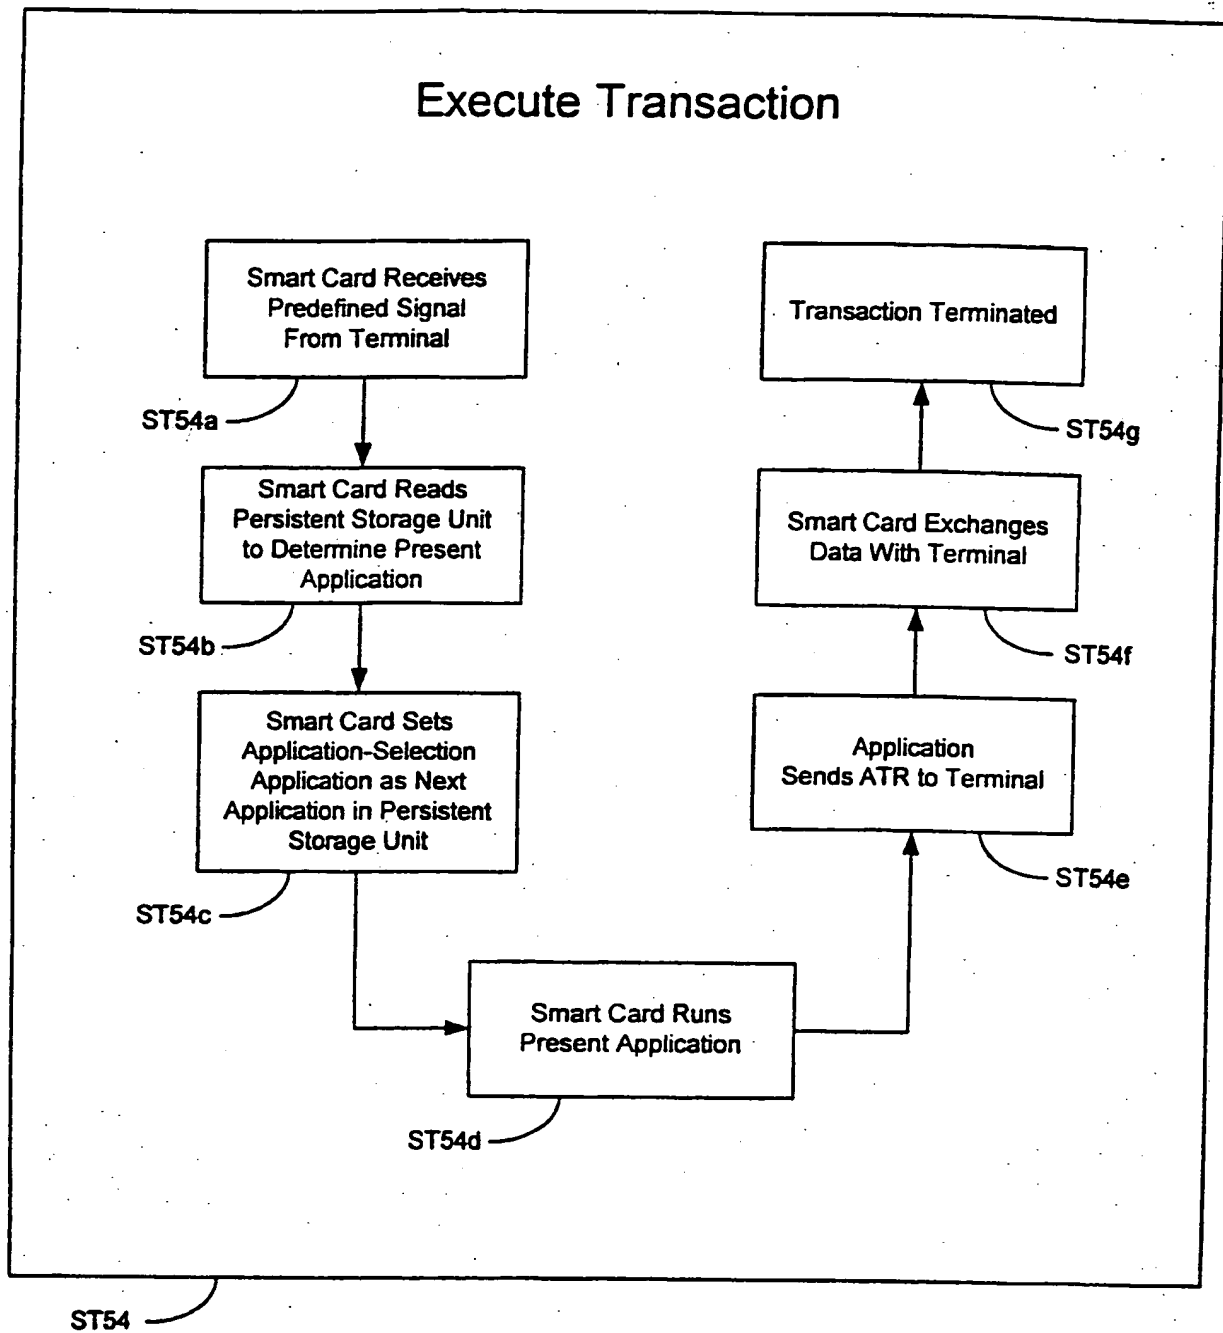 Execute Transaction
Smart Card Receives
Predefined Signal
From Terminal
ST54a
Smart Card Reads
Persistent Storage Unit
to Determine Present
Application
ST54b
Smart Card Sets
Application-Selection
Application as Next
Application in Persistent
Storage Unit
ST54c
Smart Card Runs
Present Application
ST54d
Application
Sends ATR to Terminal
ST54e
Smart Card Exchanges
Data With Terminal
ST54f
Transaction Terminated
ST54g
ST54